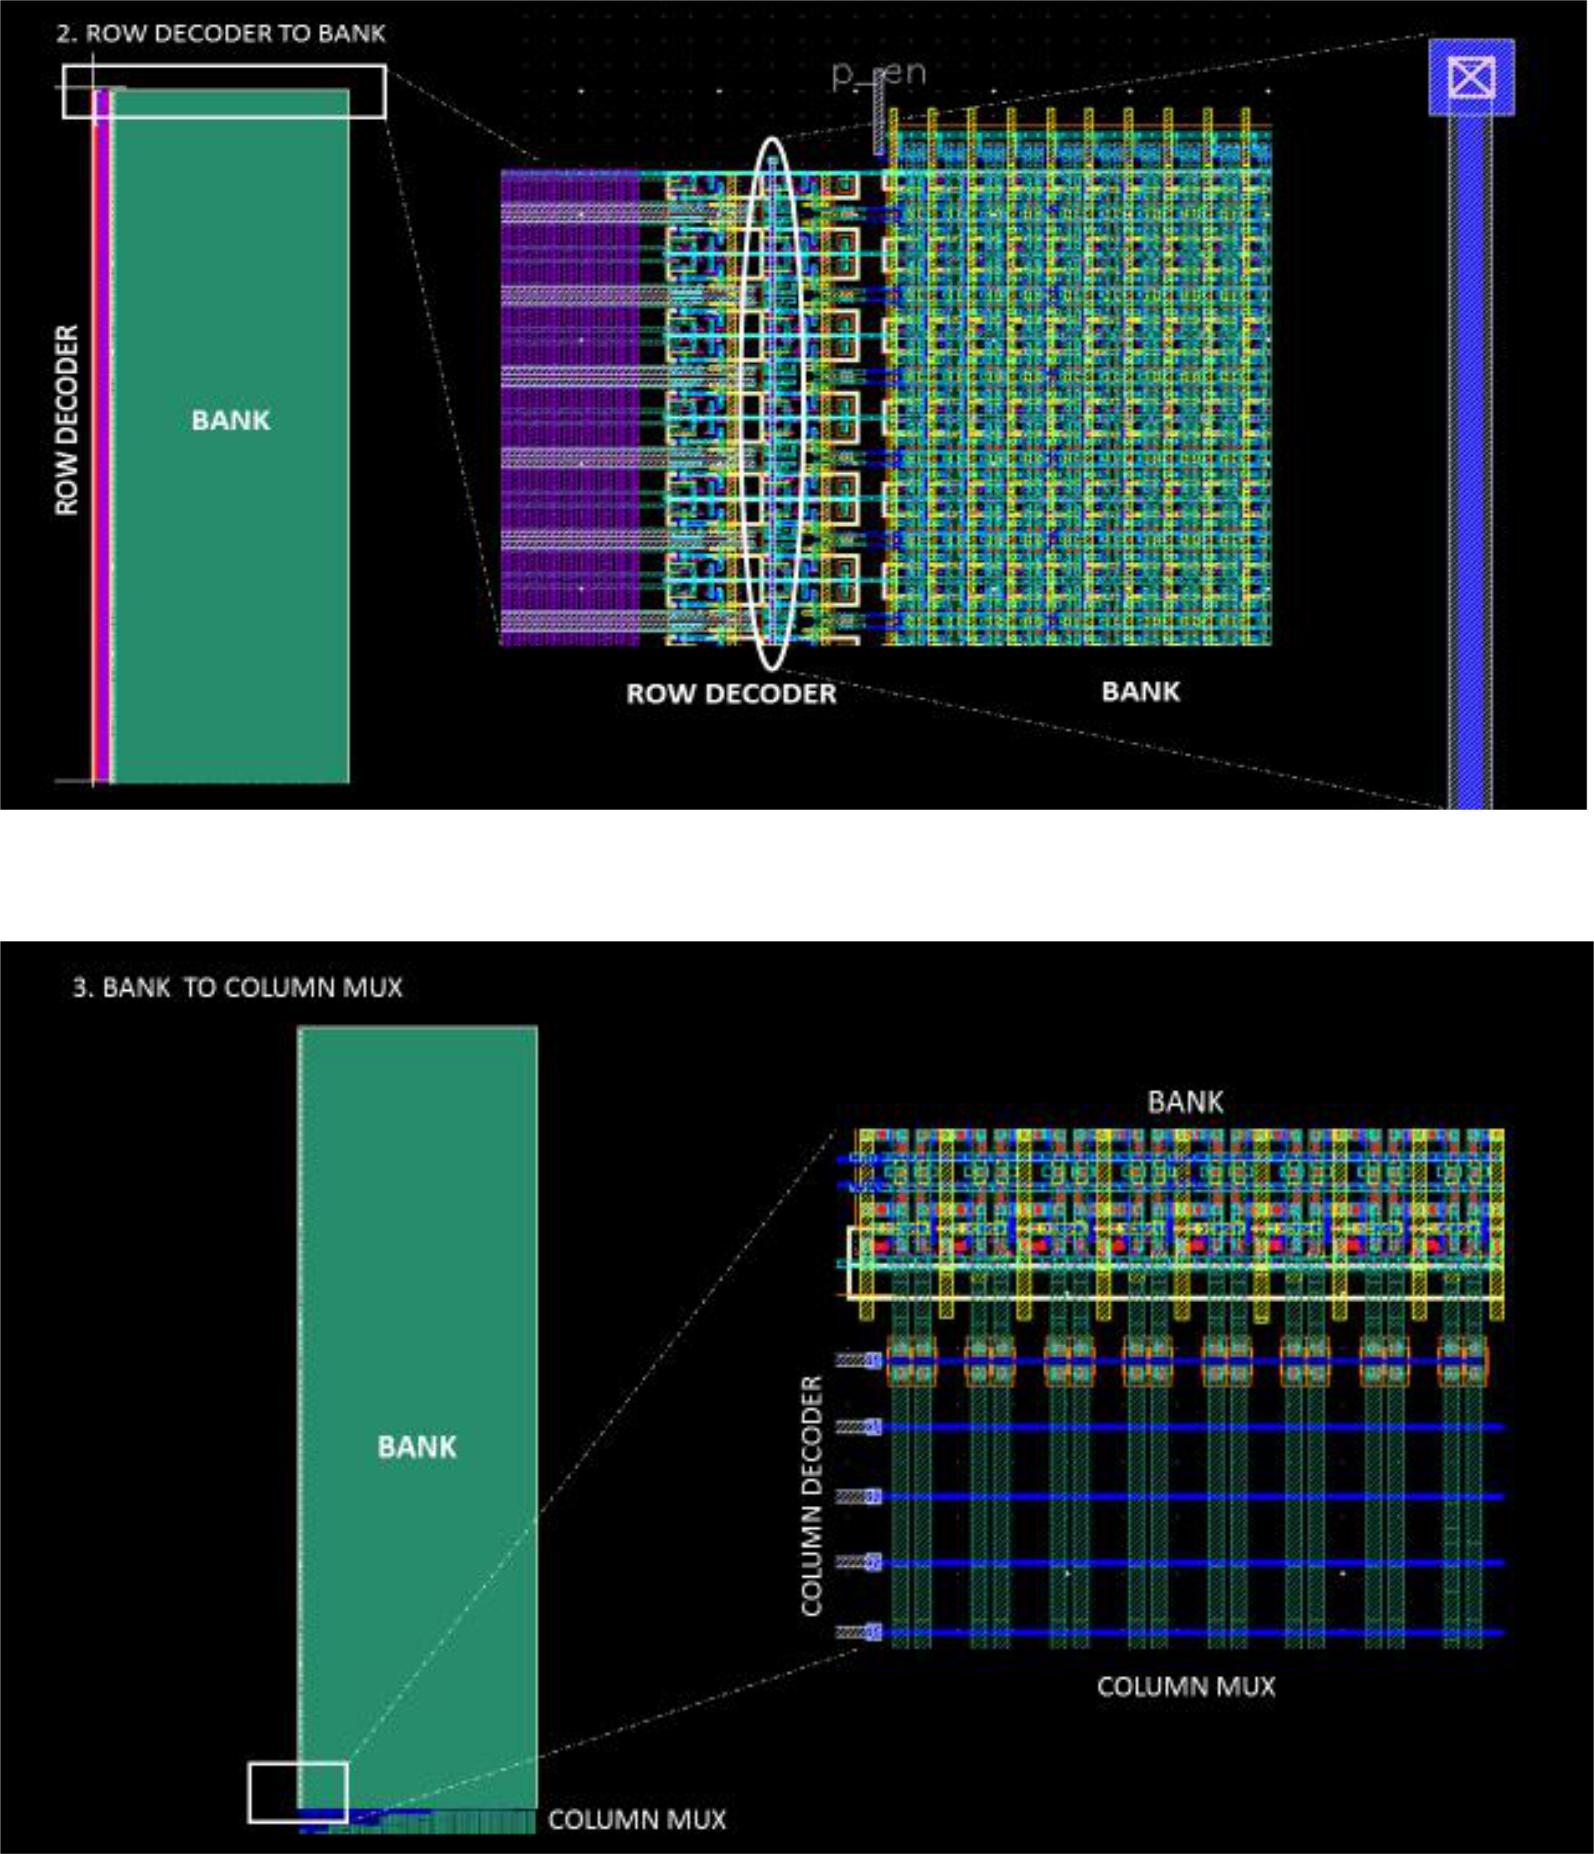 2. ROW DECODER TO BANK
p_en
ROW DECODER
BANK
ROW DECODER
BANK
3. BANK TO COLUMN MUX
BANK
BANK
COLUMN DECODER
COLUMN MUX
COLUMN MUX